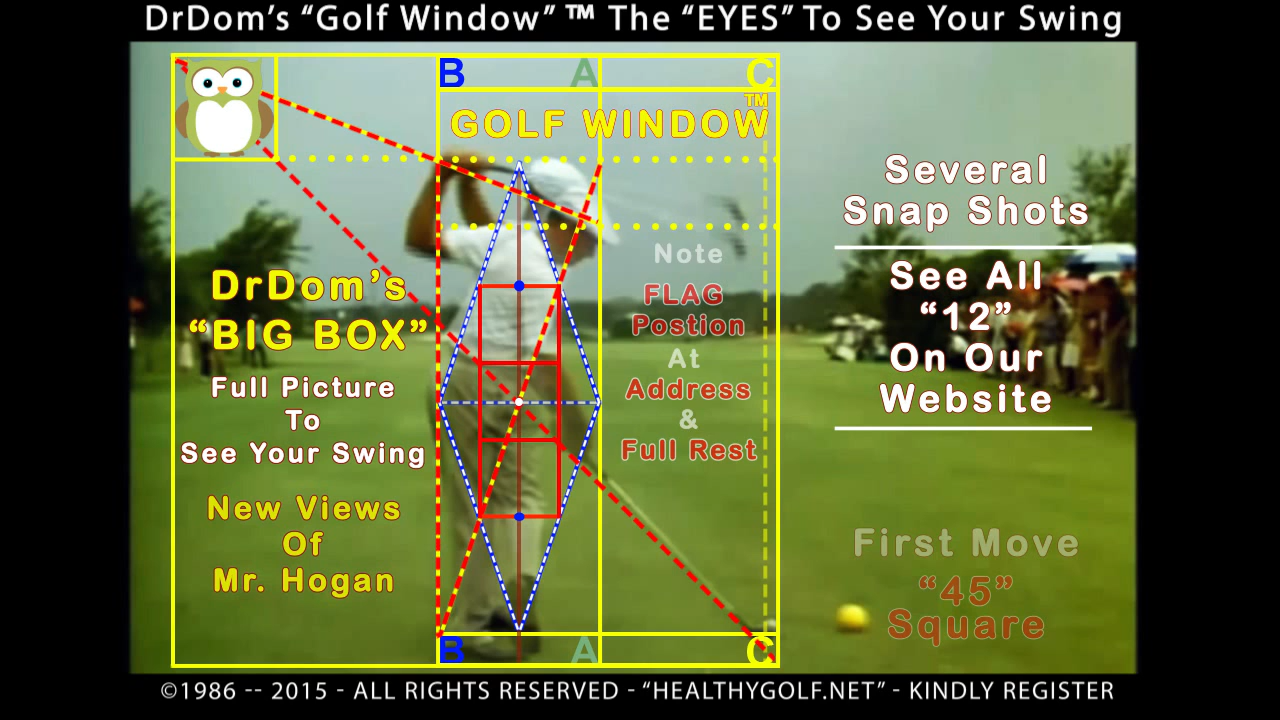 DrDom's “Golf Window” ™ The “EYES” To See Your Swing
B A C
GOLF WINDOW™
DrDom's
“BIG BOX”
Full Picture
To
See Your Swing
New Views
Of
Mr. Hogan
Note
FLAG
Postion
At
Address
&
Full Rest
Several
Snap Shots
See All
“12”
On Our
Website
First Move
“45”
Square
B A C
©1986 -- 2015 - ALL RIGHTS RESERVED - “HEALTHYGOLF.NET” - KINDLY REGISTER